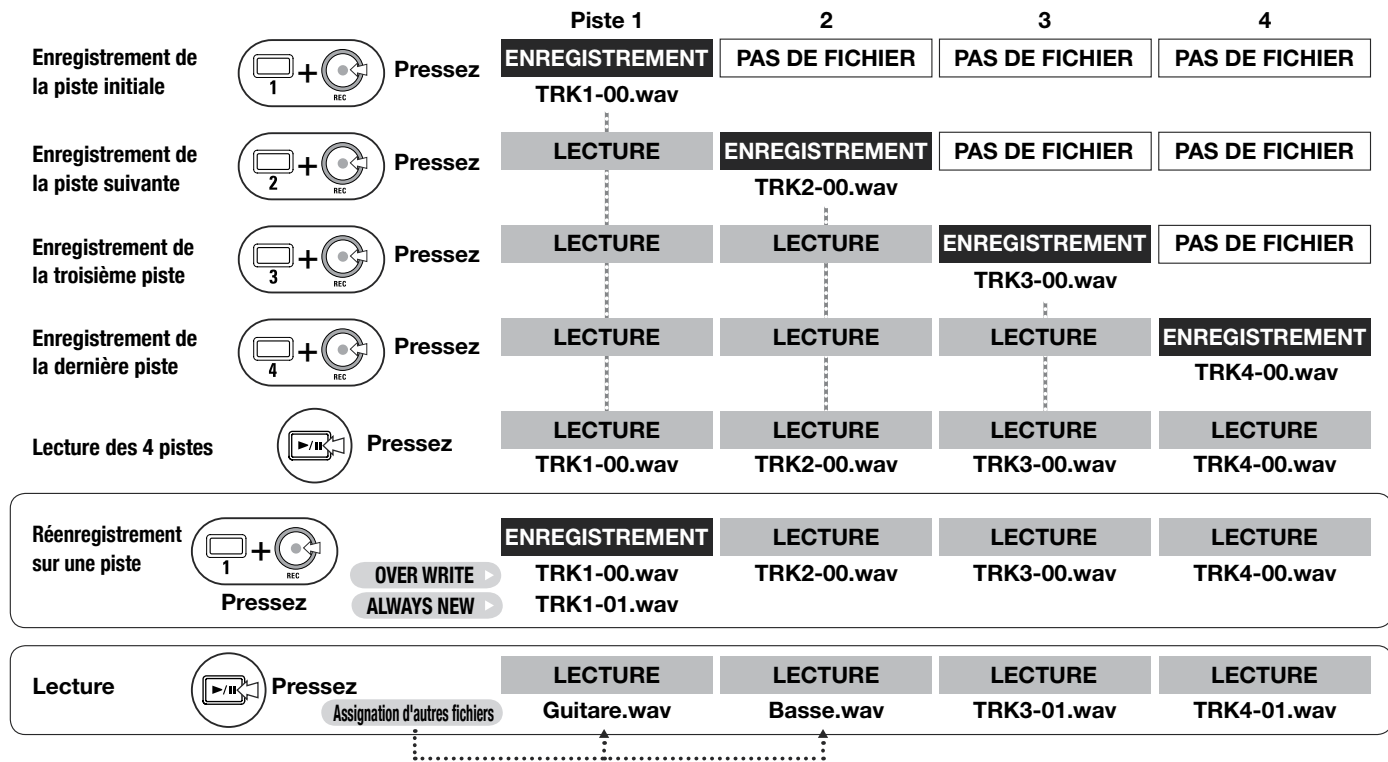 Piste 1 2 3 4
Enregistrement de
la piste initiale
1 + REC Pressez
ENREGISTREMENT PAS DE FICHIER PAS DE FICHIER PAS DE FICHIER
TRK1-00.wav
Enregistrement de
la piste suivante
2 + REC Pressez
LECTURE ENREGISTREMENT PAS DE FICHIER PAS DE FICHIER
TRK2-00.wav
Enregistrement de
la troisième piste
3 + REC Pressez
LECTURE LECTURE ENREGISTREMENT PAS DE FICHIER
TRK3-00.wav
Enregistrement de
la dernière piste
4 + REC Pressez
LECTURE LECTURE LECTURE ENREGISTREMENT
TRK4-00.wav
Lecture des 4 pistes
Pressez
LECTURE LECTURE LECTURE LECTURE
TRK1-00.wav TRK2-00.wav TRK3-00.wav TRK4-00.wav
Réenregistrement
sur une piste
1 + REC
Pressez
ENREGISTREMENT LECTURE LECTURE LECTURE
OVER WRITE TRK1-00.wav TRK2-00.wav TRK3-00.wav TRK4-00.wav
ALWAYS NEW TRK1-01.wav
Lecture
Pressez
LECTURE LECTURE LECTURE LECTURE
Assignation d'autres fichiers Guitare.wav Basse.wav TRK3-01.wav TRK4-01.wav